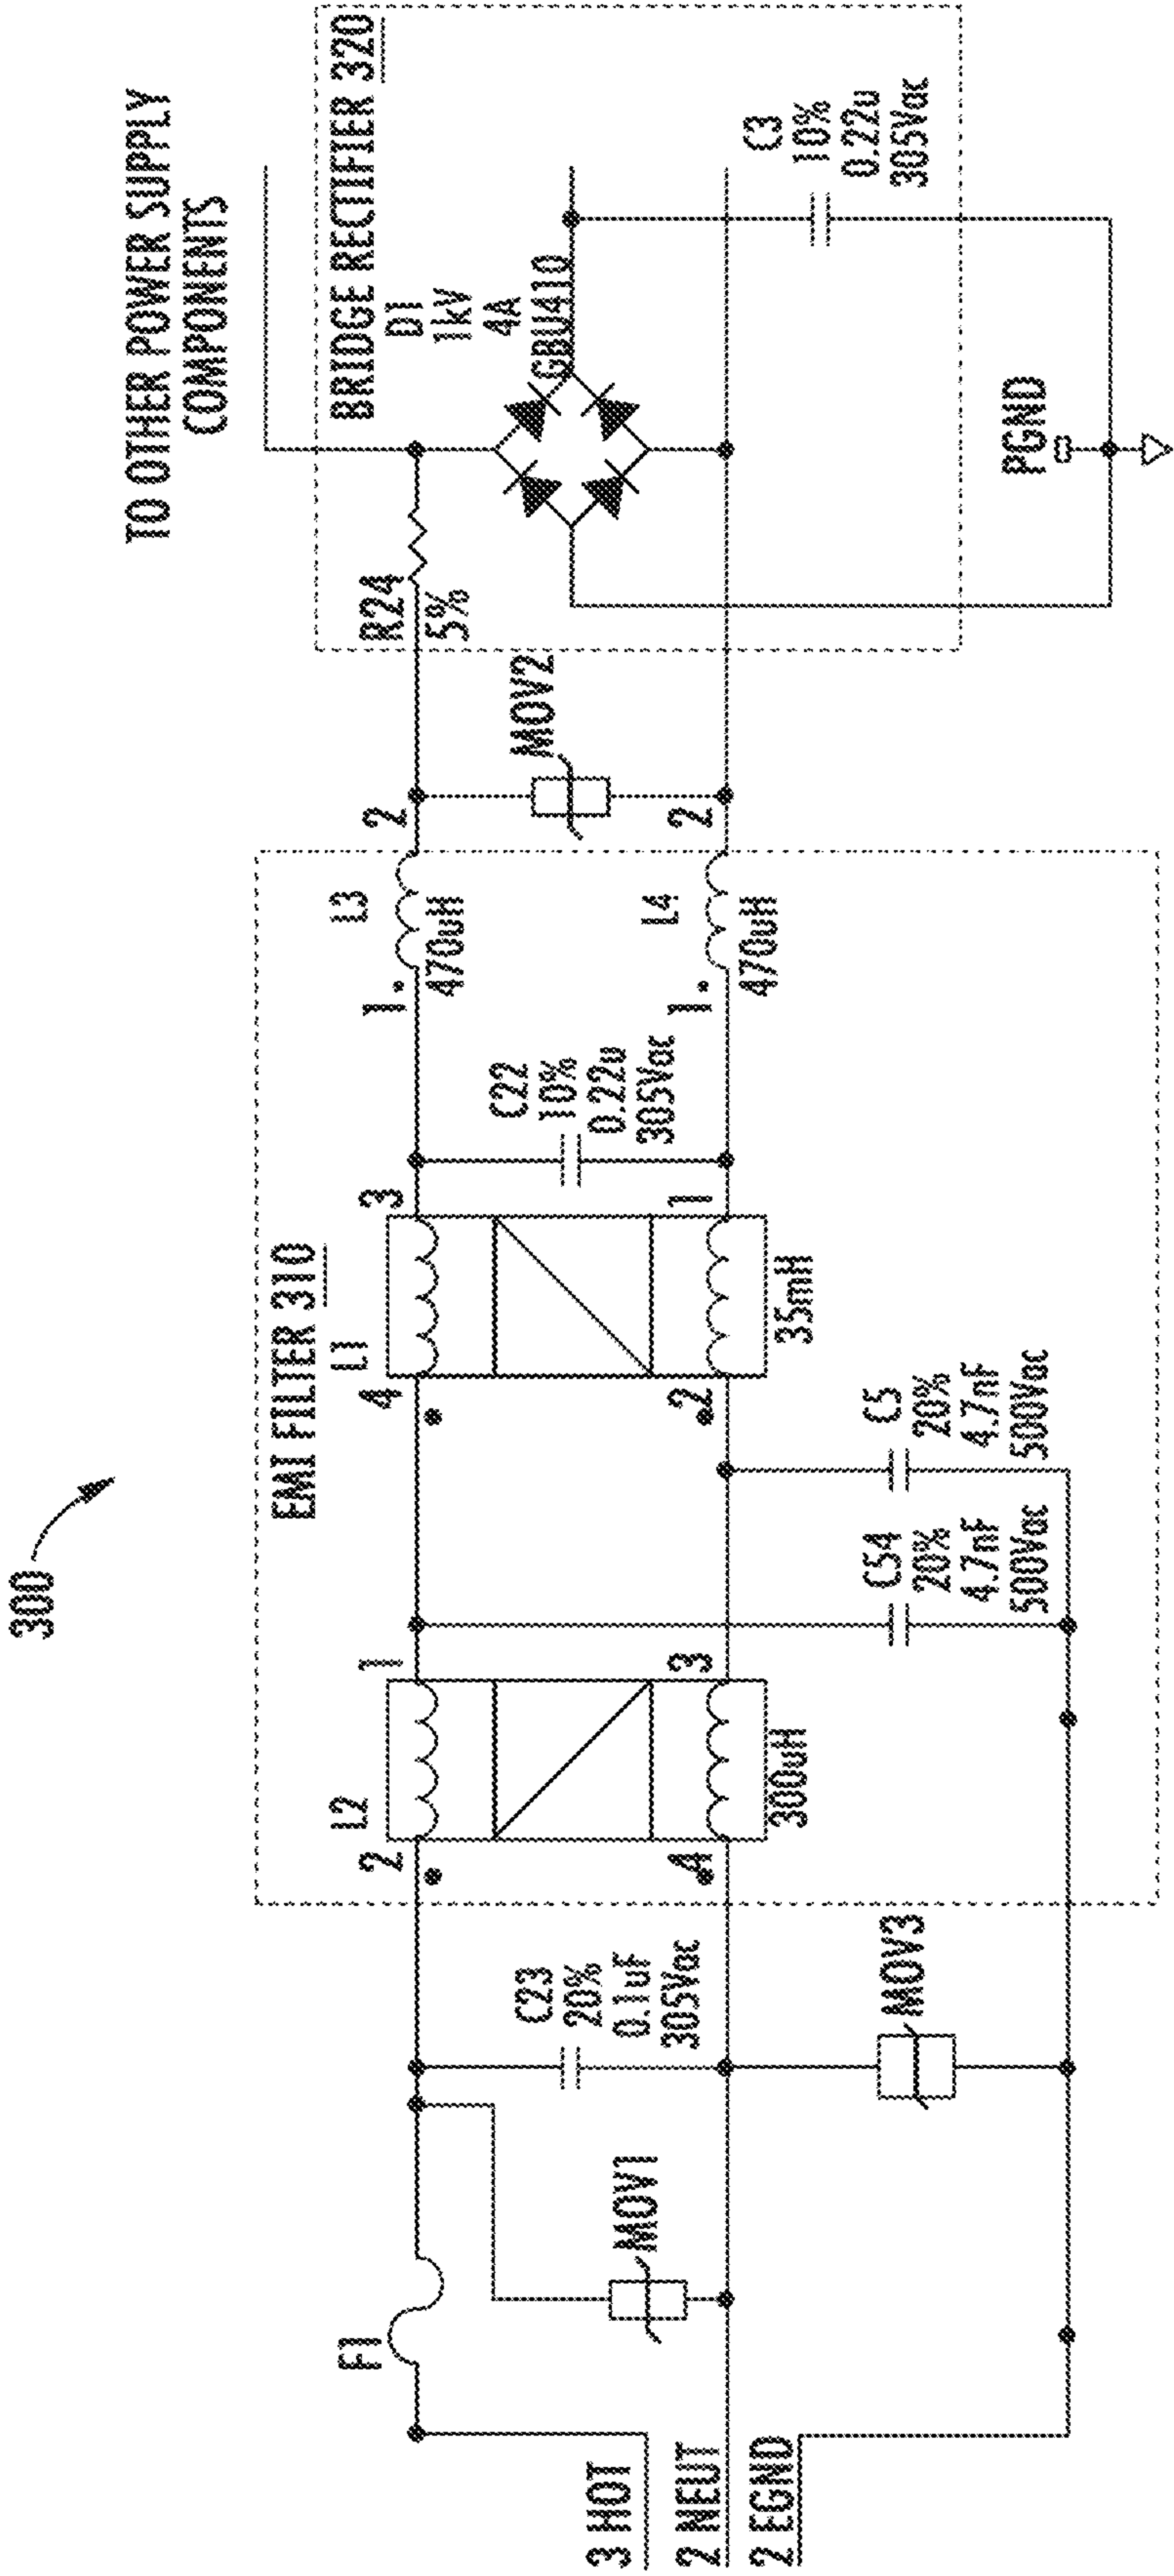 300
TO OTHER POWER SUPPLY
COMPONENTS
EMI FILTER 310
BRIDGE RECTIFIER 320
D1
1kV
4A
GBU410
R24
5%
C3
10%
0.22u
305Vac
PGND
MOV2
L3
1
2
470uH
L4
1
2
470uH
C22
10%
0.22u
305Vac
L1
4
3
2
1
35mH
C5
20%
4.7nF
500Vac
C54
20%
4.7nF
500Vac
L2
2
1
4
3
300uH
C23
20%
0.1uF
305Vac
MOV3
MOV1
F1
3 HOT
2 NEUT
2 EGND